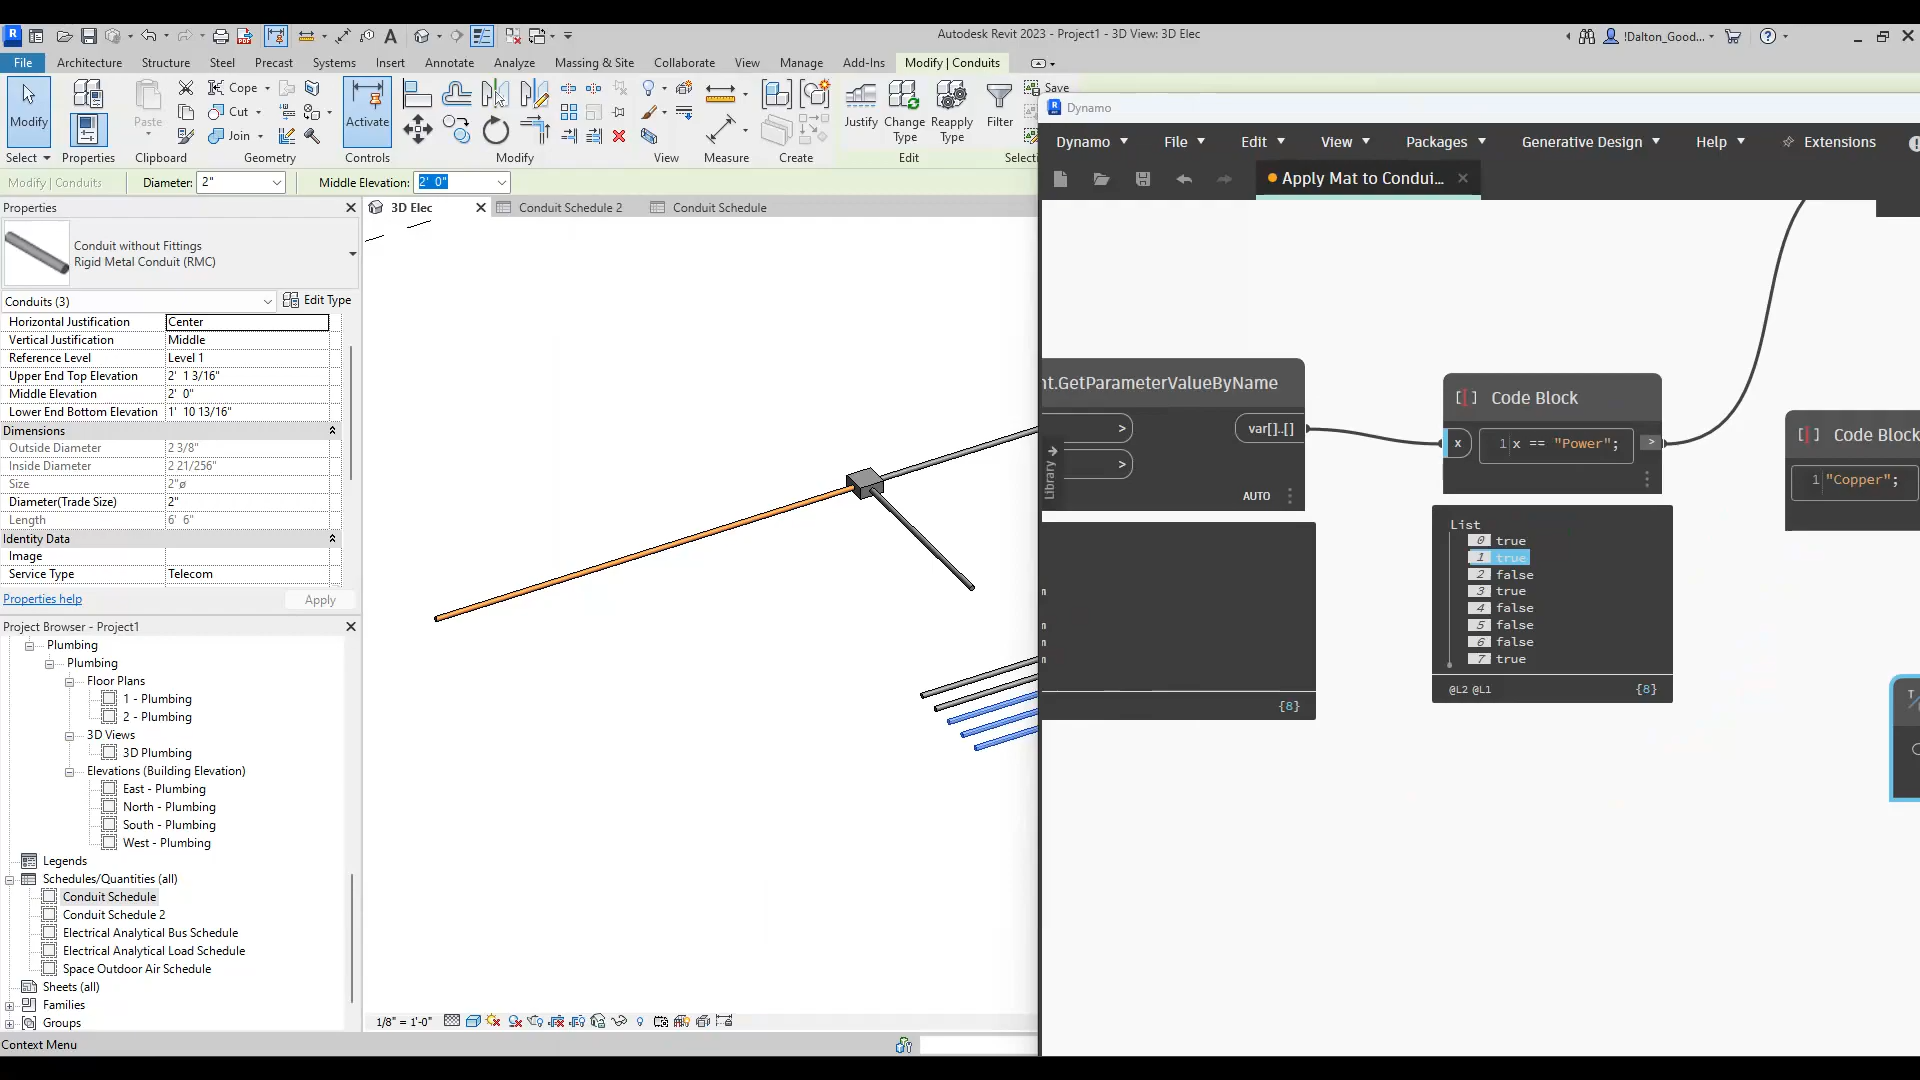 Autodesk Revit 2023 - Project1 - 3D View: 3D Elec
!Dalton_Good...
File Architecture Structure Steel Precast Systems Insert Annotate Analyze Massing & Site Collaborate View Manage Add-Ins Modify | Conduits
Modify
Paste
Cope
Cut
Join
Activate
Justify
Change Type
Reapply Type
Filter
Save
Select Properties Clipboard Geometry Controls Modify View Measure Create Edit Selecti
Modify | Conduits Diameter: 2" Middle Elevation: 2' 0"
Properties
3D Elec Conduit Schedule 2 Conduit Schedule
Conduit without Fittings
Rigid Metal Conduit (RMC)
Conduits (3) Edit Type
Horizontal Justification Center
Vertical Justification Middle
Reference Level Level 1
Upper End Top Elevation 2' 1 3/16"
Middle Elevation 2' 0"
Lower End Bottom Elevation 1' 10 13/16"
Dimensions
Outside Diameter 2 3/8"
Inside Diameter 2 21/256"
Size 2"ø
Diameter(Trade Size) 2"
Length 6' 6"
Identity Data
Image
Service Type Telecom
Properties help Apply
Project Browser - Project1
Plumbing
Plumbing
Floor Plans
1 - Plumbing
2 - Plumbing
3D Views
3D Plumbing
Elevations (Building Elevation)
East - Plumbing
North - Plumbing
South - Plumbing
West - Plumbing
Legends
Schedules/Quantities (all)
Conduit Schedule
Conduit Schedule 2
Electrical Analytical Bus Schedule
Electrical Analytical Load Schedule
Space Outdoor Air Schedule
Sheets (all)
Families
Groups
1/8" = 1'-0"
Context Menu
Dynamo
Dynamo File Edit View Packages Generative Design Help Extensions
Apply Mat to Condui...
nt.GetParameterValueByName
>
>
var[]..[]
AUTO
Library
{8}
Code Block
x
1 x == "Power";
>
List
0 true
1 true
2 false
3 true
4 false
5 false
6 false
7 true
@L2 @L1 {8}
Code Block
1 "Copper";